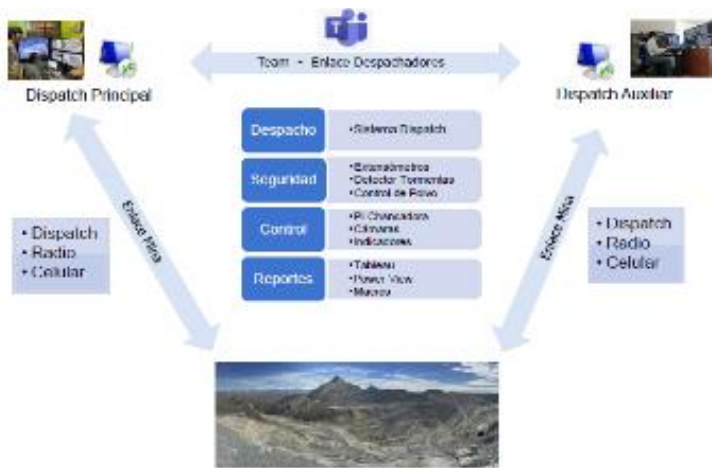 Team - Enlace Despachadores
Dispatch Principal
Dispatch Auxiliar
Despacho
• Sistema Dispatch
Seguridad
• Extensómetros
• Detector Tormentas
• Control de Polvo
Control
• PI Chancadora
• Cámaras
• Indicadores
Reportes
• Tableau
• Power View
• Macros
Enlace Mina
• Dispatch
• Radio
• Celular
Enlace Mina
• Dispatch
• Radio
• Celular